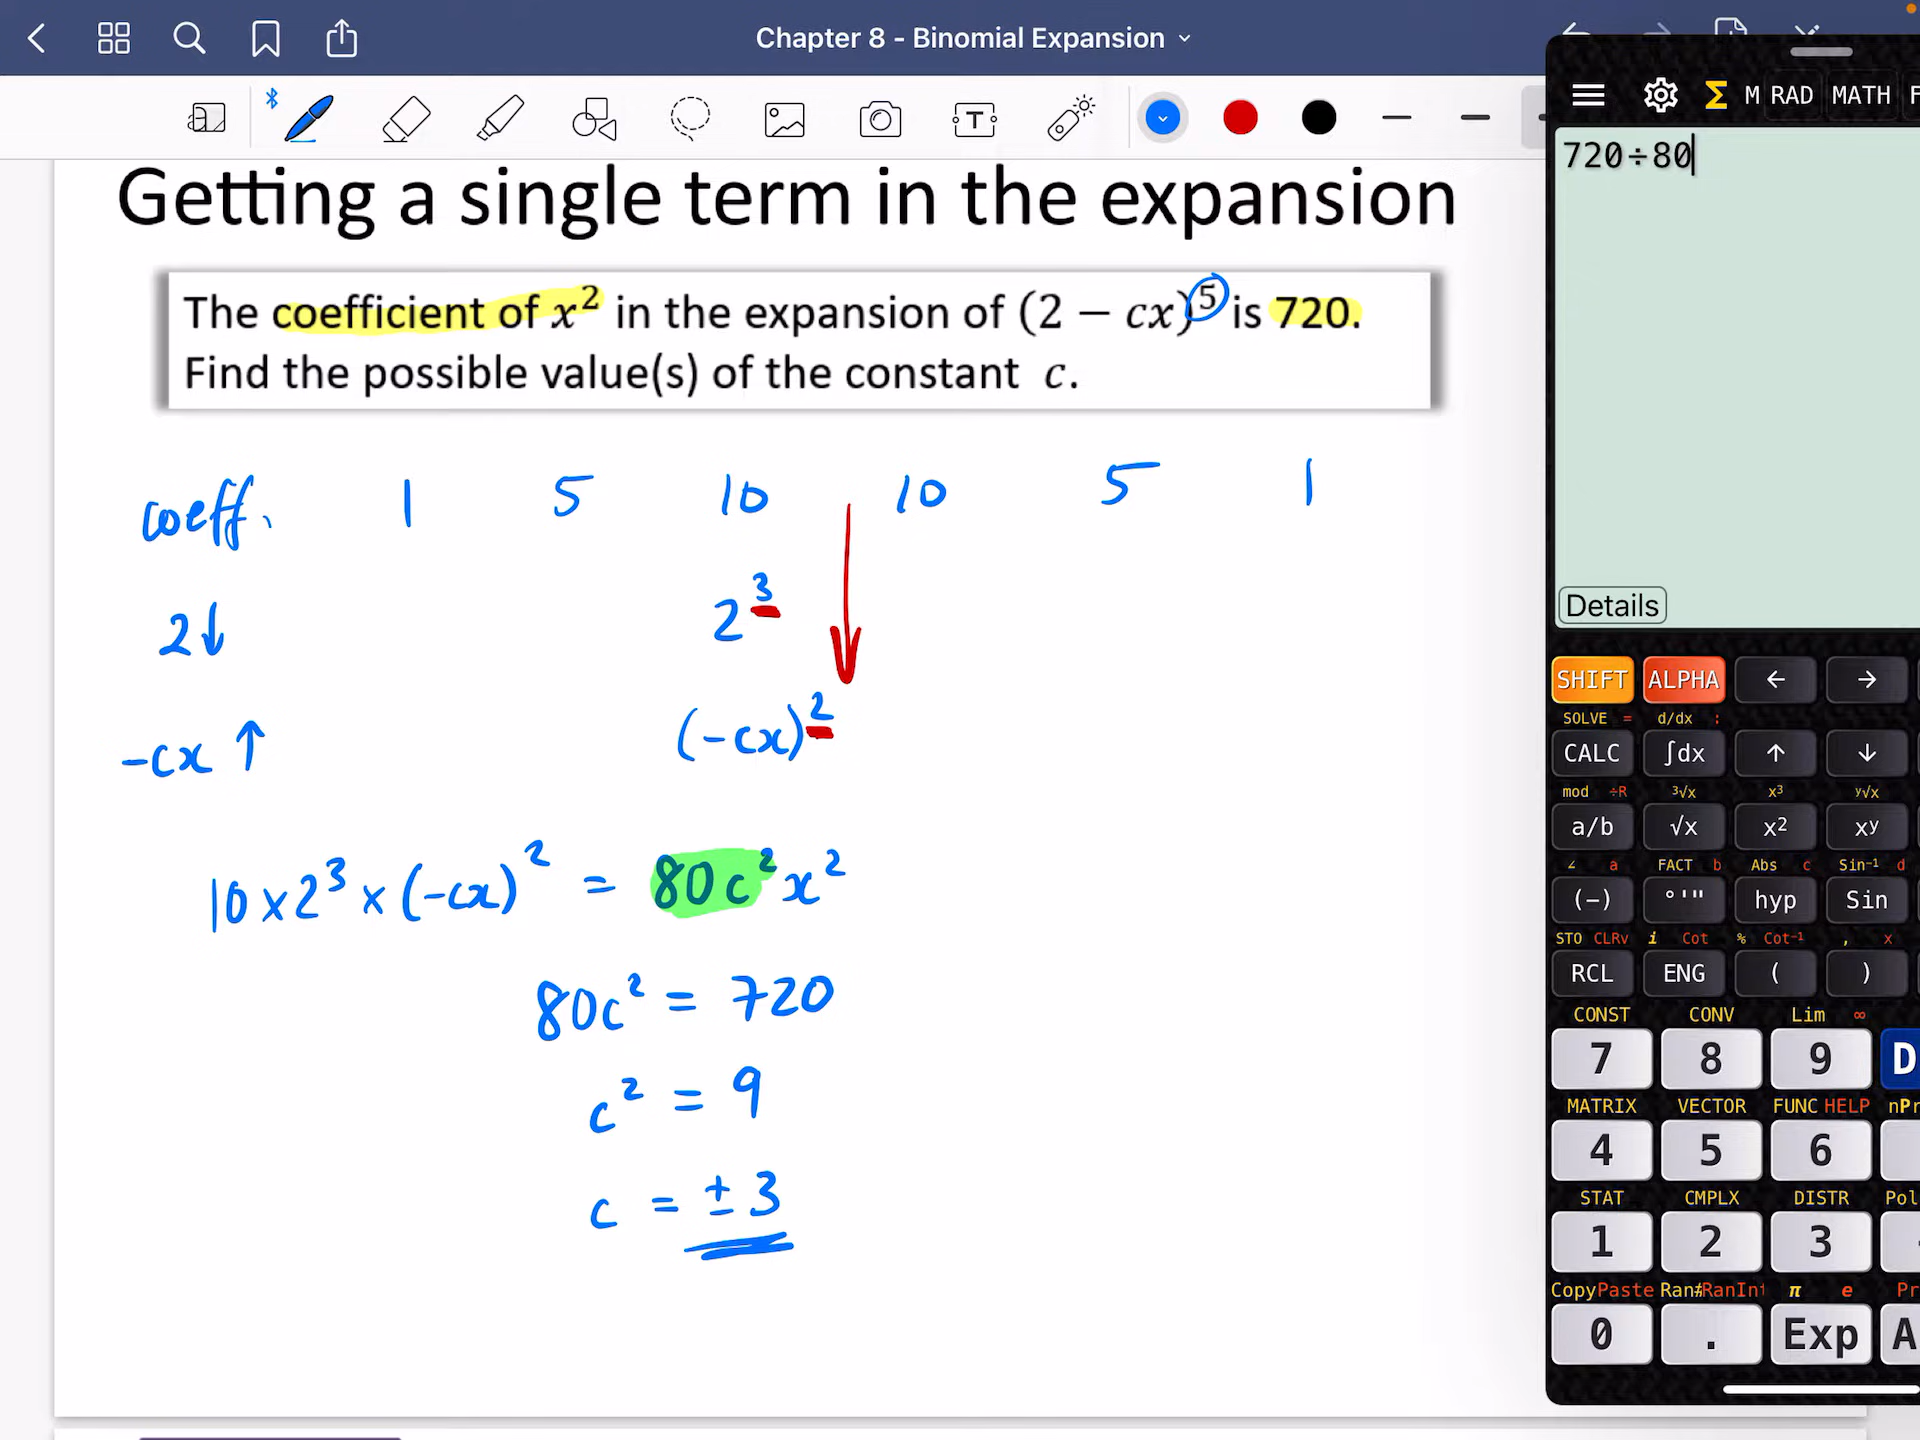 Chapter 8 - Binomial Expansion
T
Getting a single term in the expansion
The coefficient of x² in the expansion of (2 − cx)⁵ is 720.
Find the possible value(s) of the constant c.
coeff. 1 5 10 10 5 1
2↓ 2³
-cx ↑ (-cx)²
10 × 2³ × (-cx)² = 80c²x²
80c² = 720
c² = 9
c = ± 3
Σ M RAD MATH F
720÷80
Details
SHIFT ALPHA ← →
SOLVE = d/dx :
CALC ∫dx ↑ ↓
mod ÷R ³√x x³ ʸ√x
a/b √x x² xʸ
∠ a FACT b Abs c Sin⁻¹ d
(−) °'" hyp Sin
STO CLRv i Cot % Cot⁻¹ , x
RCL ENG ( )
CONST CONV Lim ∞
7 8 9 D
MATRIX VECTOR FUNC HELP nPr
4 5 6
STAT CMPLX DISTR Pol
1 2 3
Copy Paste Ran# RanInt π e Pr
0 . Exp A